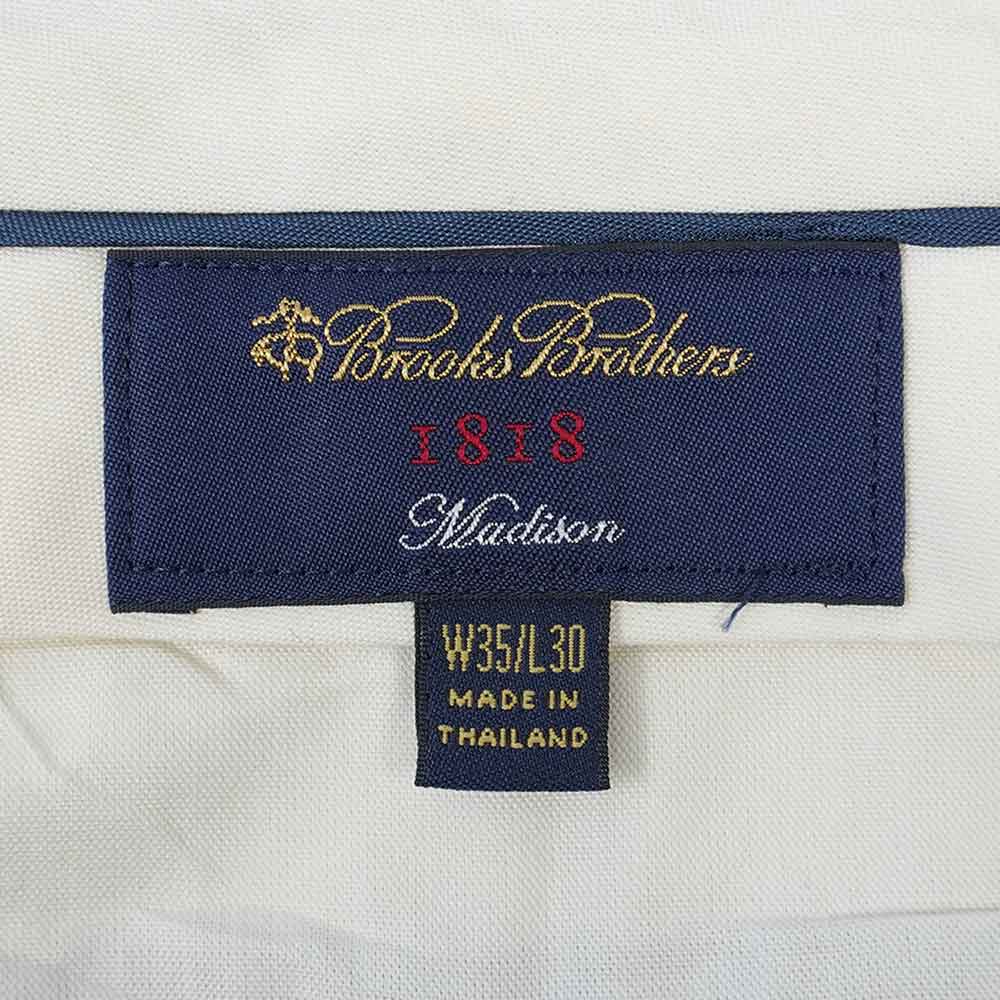 Brooks Brothers
1818
Madison
W35/L30
MADE IN
THAILAND